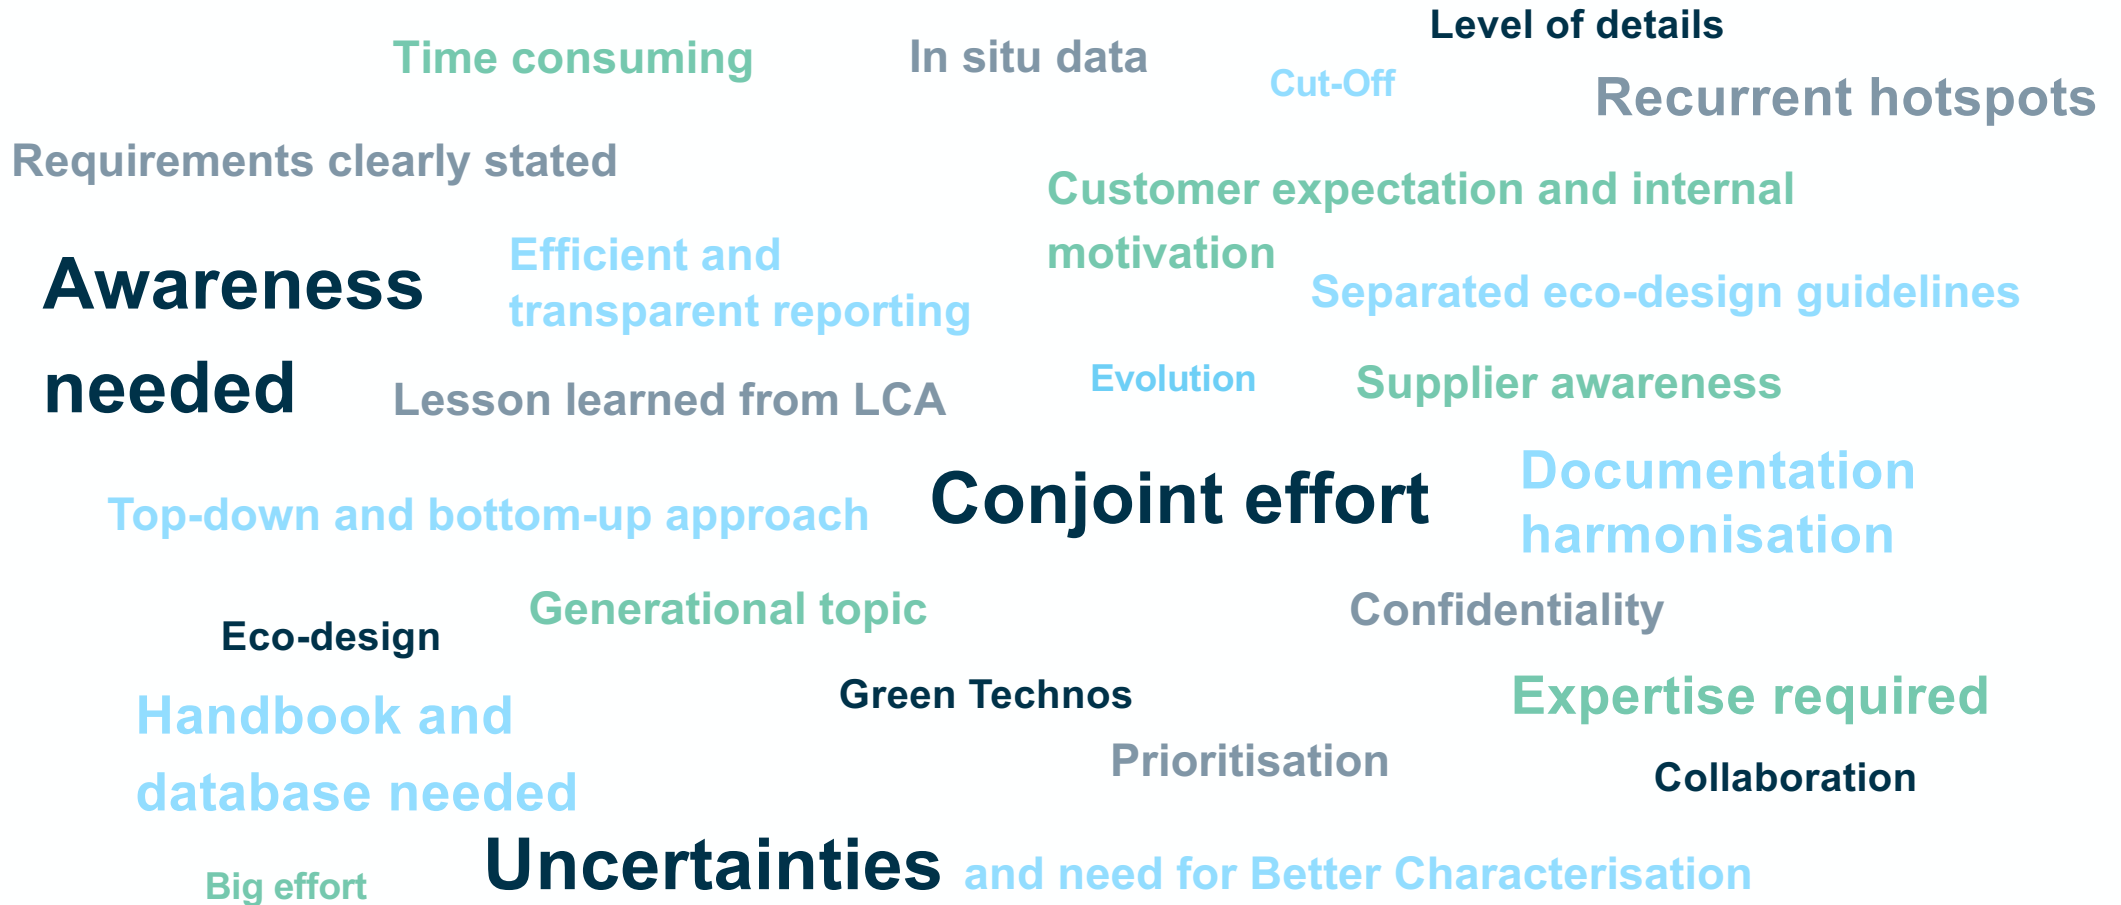 Level of details
Time consuming
In situ data
Cut-Off
Recurrent hotspots
Requirements clearly stated
Customer expectation and internal
motivation
Efficient and
transparent reporting
Awareness
needed
Separated eco-design guidelines
Evolution
Supplier awareness
Lesson learned from LCA
Conjoint effort
Documentation
harmonisation
Top-down and bottom-up approach
Generational topic
Confidentiality
Eco-design
Green Technos
Expertise required
Handbook and
database needed
Prioritisation
Collaboration
Uncertainties and need for Better Characterisation
Big effort